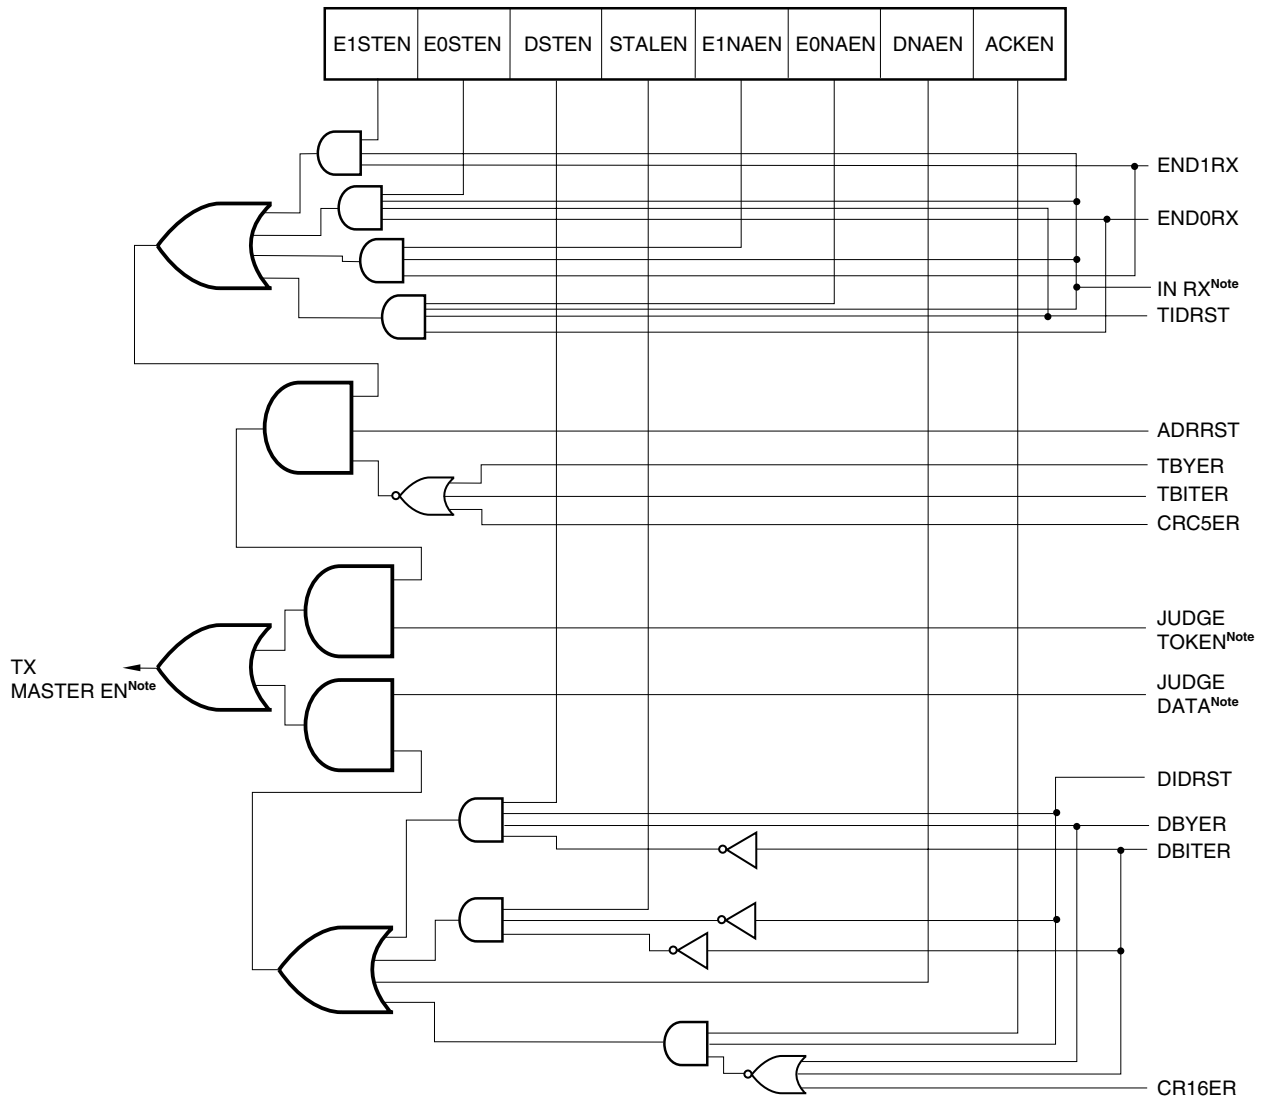 E1STEN E0STEN DSTEN STALEN E1NAEN E0NAEN DNAEN ACKEN
END1RX
END0RX
IN RXNote
TIDRST
ADRRST
TBYER
TBITER
CRC5ER
JUDGE
TOKENNote
TX
MASTER ENNote
JUDGE
DATANote
DIDRST
DBYER
DBITER
CR16ER